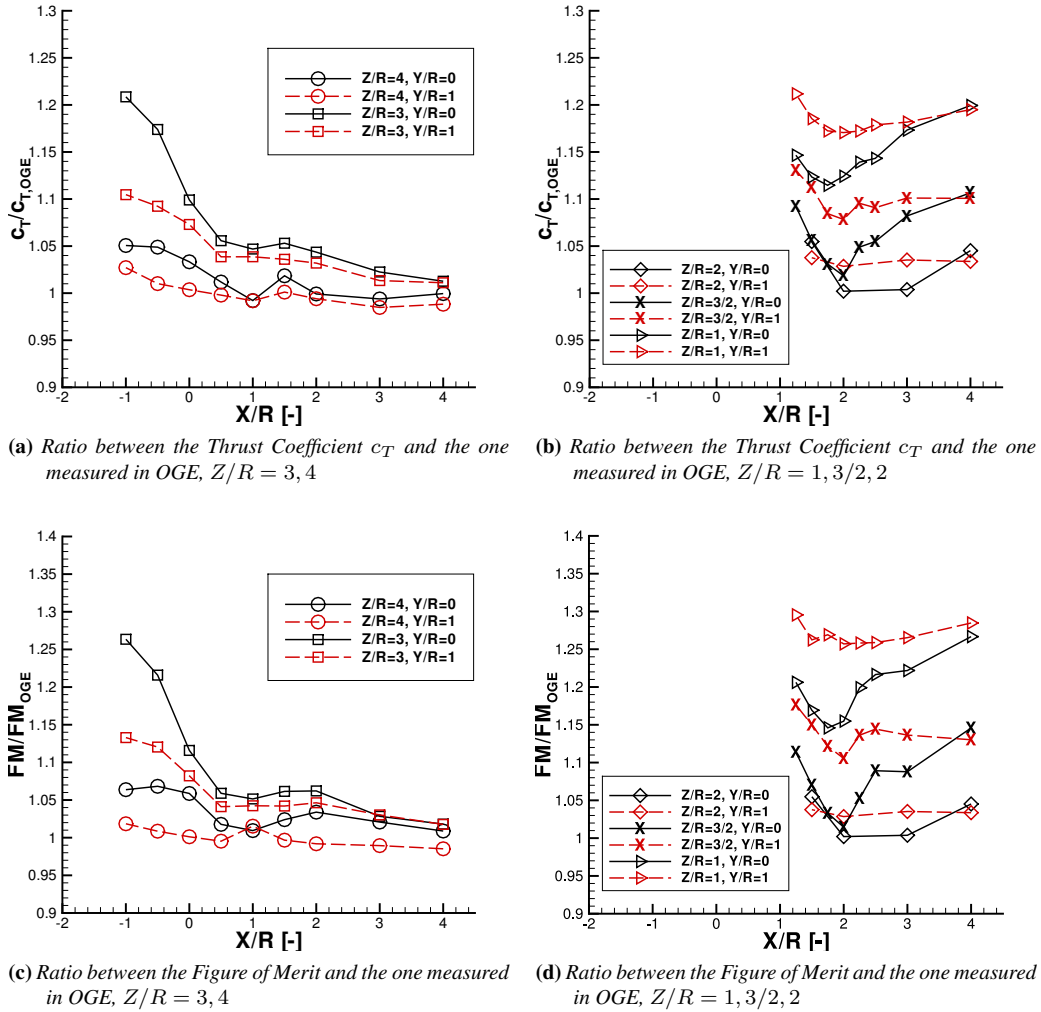 1.3
1.25
1.2
1.15
1.1
1.05
1
0.95
0.9
c_T/c_T,OGE
-2 -1 0 1 2 3 4
X/R [-]
Z/R=4, Y/R=0
Z/R=4, Y/R=1
Z/R=3, Y/R=0
Z/R=3, Y/R=1
(a) Ratio between the Thrust Coefficient c_T and the one
measured in OGE, Z/R = 3, 4
1.3
1.25
1.2
1.15
1.1
1.05
1
0.95
0.9
c_T/c_T,OGE
-2 -1 0 1 2 3 4
X/R [-]
Z/R=2, Y/R=0
Z/R=2, Y/R=1
Z/R=3/2, Y/R=0
Z/R=3/2, Y/R=1
Z/R=1, Y/R=0
Z/R=1, Y/R=1
(b) Ratio between the Thrust Coefficient c_T and the one
measured in OGE, Z/R = 1, 3/2, 2
1.4
1.35
1.3
1.25
1.2
1.15
1.1
1.05
1
0.95
0.9
FM/FM_OGE
-2 -1 0 1 2 3 4
X/R [-]
Z/R=4, Y/R=0
Z/R=4, Y/R=1
Z/R=3, Y/R=0
Z/R=3, Y/R=1
(c) Ratio between the Figure of Merit and the one measured
in OGE, Z/R = 3, 4
1.4
1.35
1.3
1.25
1.2
1.15
1.1
1.05
1
0.95
0.9
FM/FM_OGE
-2 -1 0 1 2 3 4
X/R [-]
Z/R=2, Y/R=0
Z/R=2, Y/R=1
Z/R=3/2, Y/R=0
Z/R=3/2, Y/R=1
Z/R=1, Y/R=0
Z/R=1, Y/R=1
(d) Ratio between the Figure of Merit and the one measured
in OGE, Z/R = 1, 3/2, 2